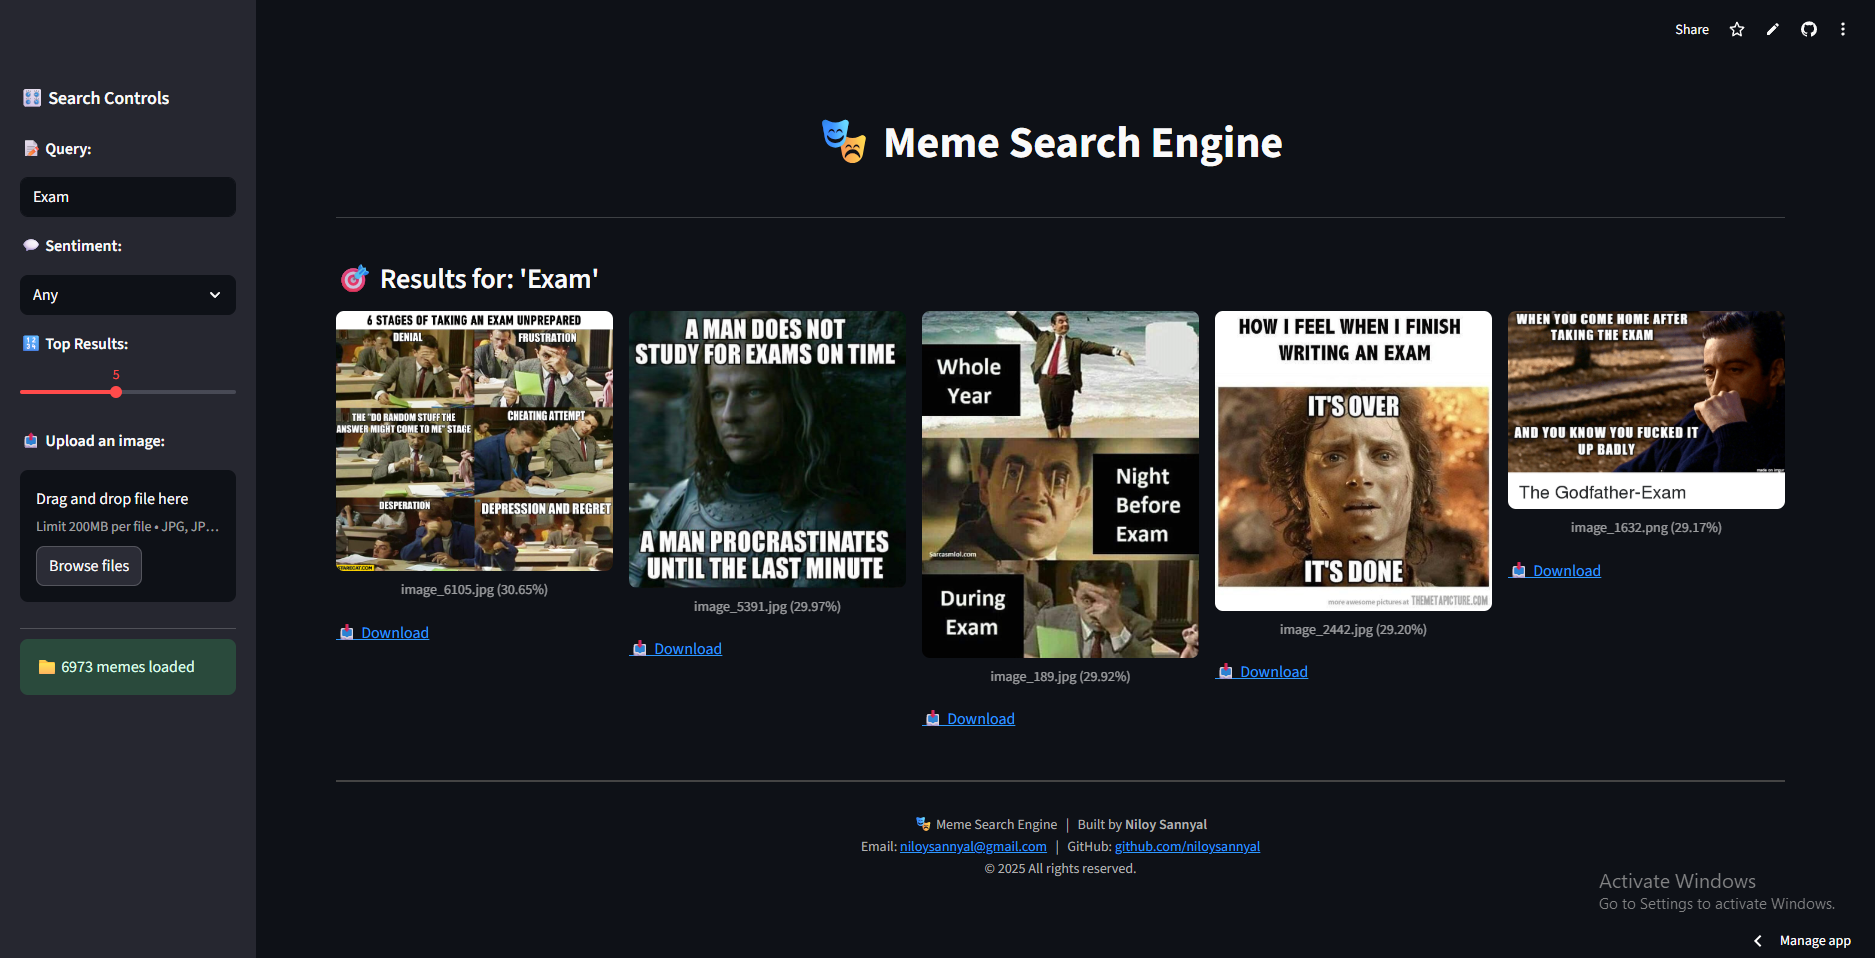 Share
Search Controls
Query:
Exam
Sentiment:
Any
Top Results:
5
Upload an image:
Drag and drop file here
Limit 200MB per file • JPG, JP...
Browse files
6973 memes loaded
Meme Search Engine
Results for: 'Exam'
6 STAGES OF TAKING AN EXAM UNPREPARED
DENIAL
FRUSTRATION
THE "DO RANDOM STUFF THE
ANSWER MIGHT COME TO ME" STAGE
CHEATING ATTEMPT
DESPERATION
DEPRESSION AND REGRET
STARECAT.COM
image_6105.jpg (30.65%)
Download
A MAN DOES NOT
STUDY FOR EXAMS ON TIME
A MAN PROCRASTINATES
UNTIL THE LAST MINUTE
image_5391.jpg (29.97%)
Download
Whole
Year
Night
Before
Exam
Sarcasmlol.com
During
Exam
image_189.jpg (29.92%)
Download
HOW I FEEL WHEN I FINISH
WRITING AN EXAM
IT'S OVER
IT'S DONE
more awesome pictures at THEMETAPICTURE.COM
image_2442.jpg (29.20%)
Download
WHEN YOU COME HOME AFTER
TAKING THE EXAM
AND YOU KNOW YOU FUCKED IT
UP BADLY
made on imgur
The Godfather-Exam
image_1632.png (29.17%)
Download
Meme Search Engine | Built by Niloy Sannyal
Email: niloysannyal@gmail.com | GitHub: github.com/niloysannyal
© 2025 All rights reserved.
Activate Windows
Go to Settings to activate Windows.
Manage app